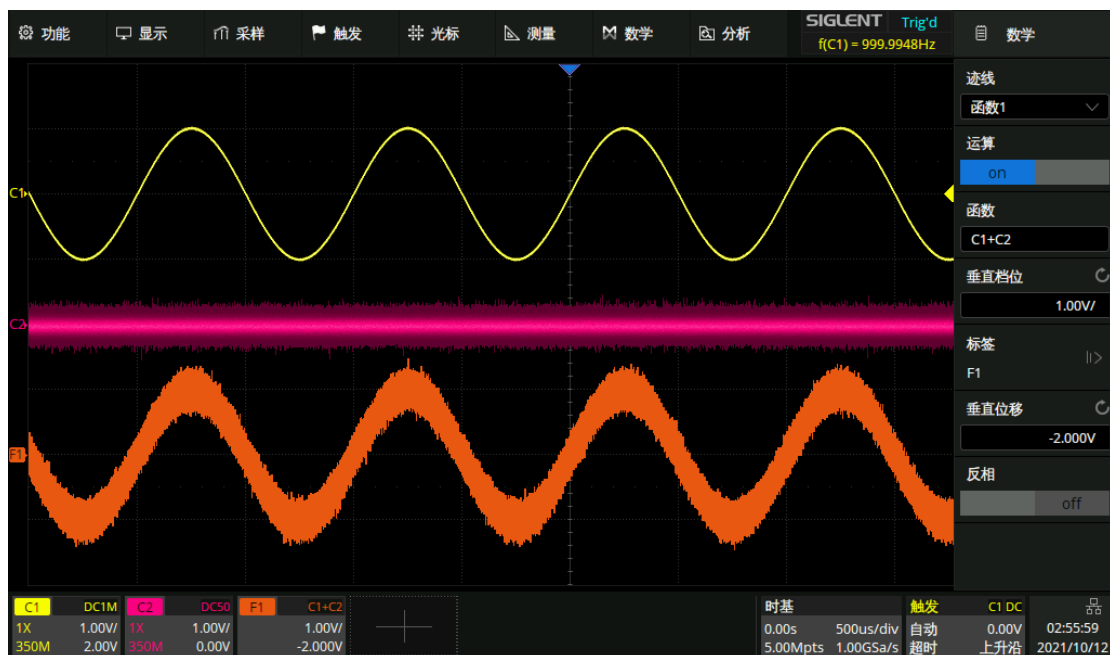 功能 显示 采样 触发 光标 测量 数学 分析 SIGLENT Trig'd 数学
f(C1) = 999.9948Hz
迹线
函数1
运算
on
函数
C1+C2
垂直档位
1.00V/
标签
F1
垂直位移
-2.000V
反相
off
C1
C2
F1
C1 DC1M C2 DC50 F1 C1+C2 时基 触发 C1 DC
1X 1.00V/ 1X 1.00V/ 1.00V/ 0.00s 500us/div 自动 0.00V 02:55:59
350M 2.00V 350M 0.00V -2.000V 5.00Mpts 1.00GSa/s 超时 上升沿 2021/10/12